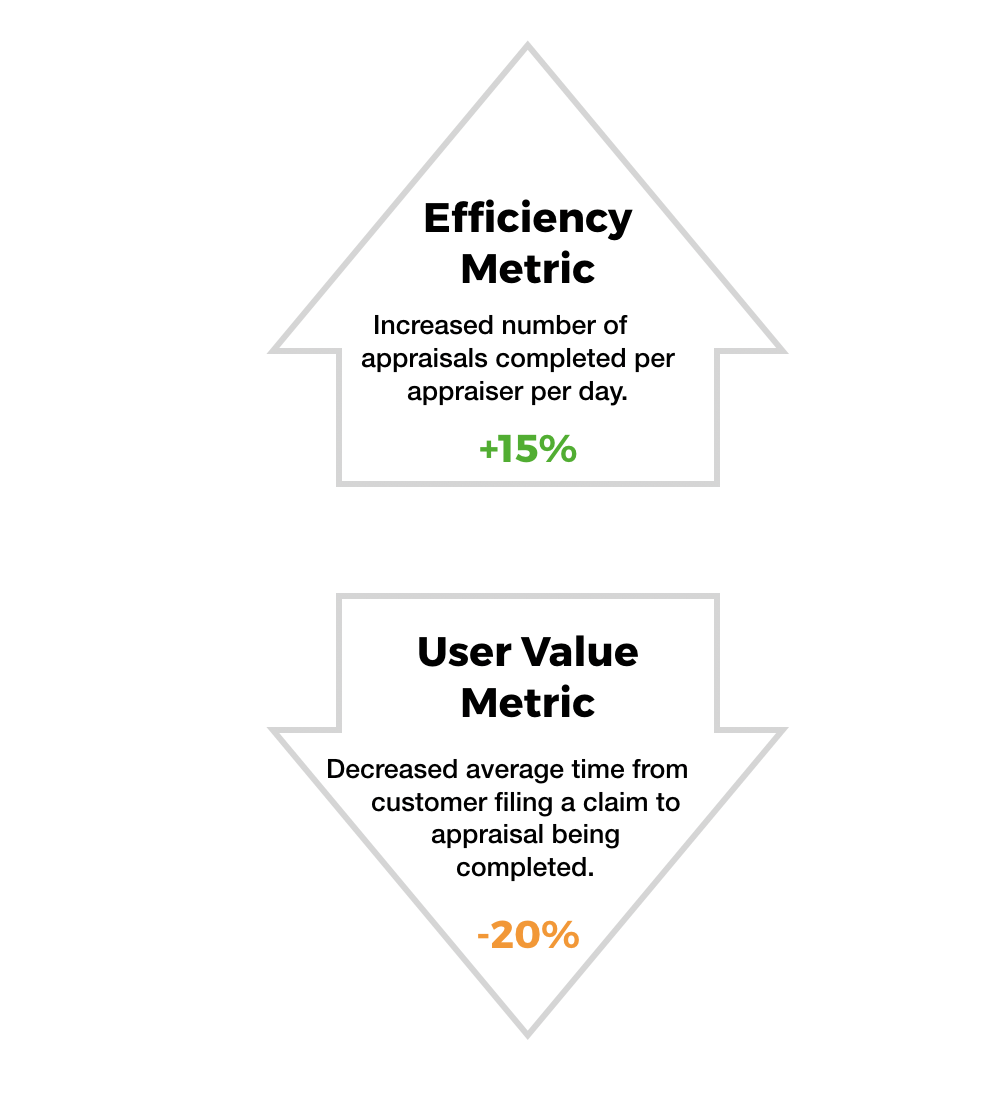 Efficiency
Metric
Increased number of
appraisals completed per
appraiser per day.
+15%
User Value
Metric
Decreased average time from
customer filing a claim to
appraisal being
completed.
-20%